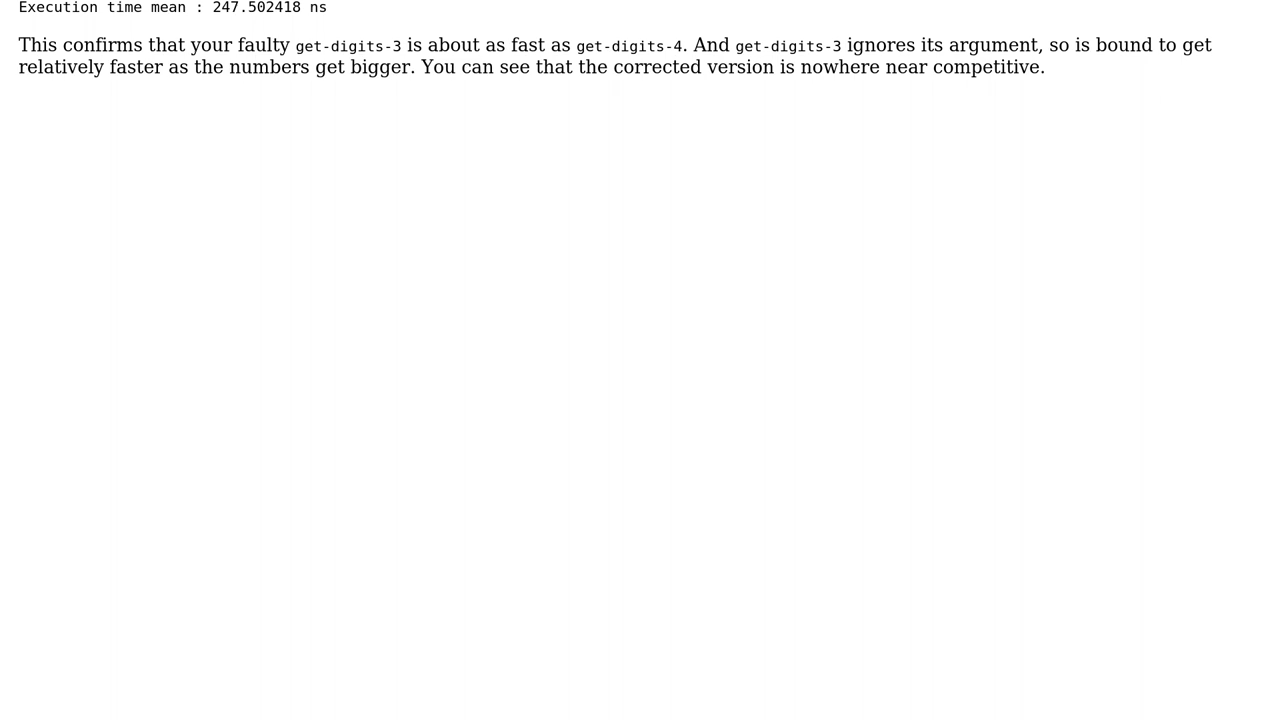 Execution time mean : 247.502418 ns
This confirms that your faulty get-digits-3 is about as fast as get-digits-4. And get-digits-3 ignores its argument, so is bound to get
relatively faster as the numbers get bigger. You can see that the corrected version is nowhere near competitive.